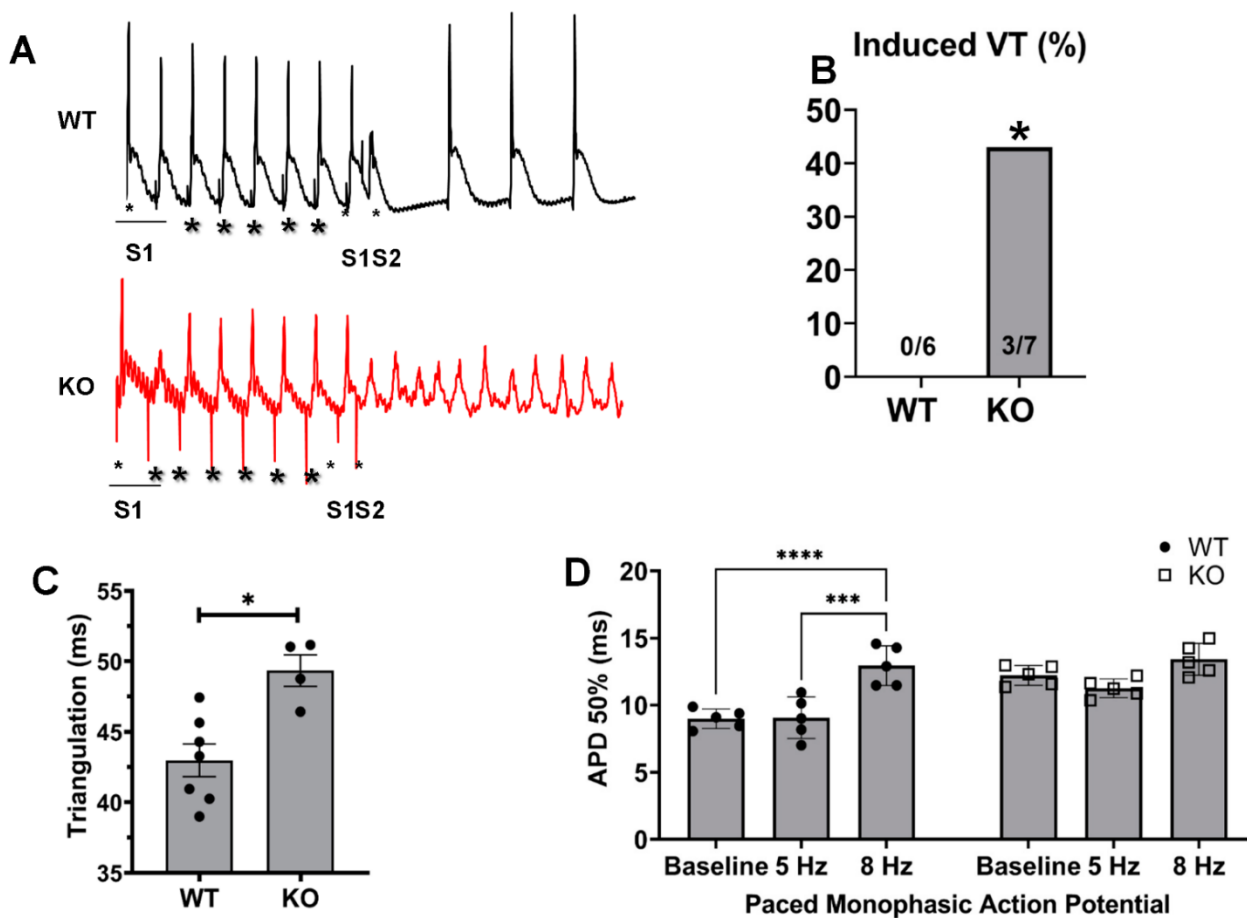 A
WT
*
* * * * *
* *
S1
S1S2
KO
*
* * * * * *
* *
S1
S1S2
B
Induced VT (%)
50
40
30
20
10
0
*
0/6
3/7
WT
KO
C
Triangulation (ms)
55
50
45
40
35
*
WT
KO
D
WT
KO
APD 50% (ms)
20
15
10
5
0
****
***
Baseline 5 Hz 8 Hz
Baseline 5 Hz 8 Hz
Paced Monophasic Action Potential